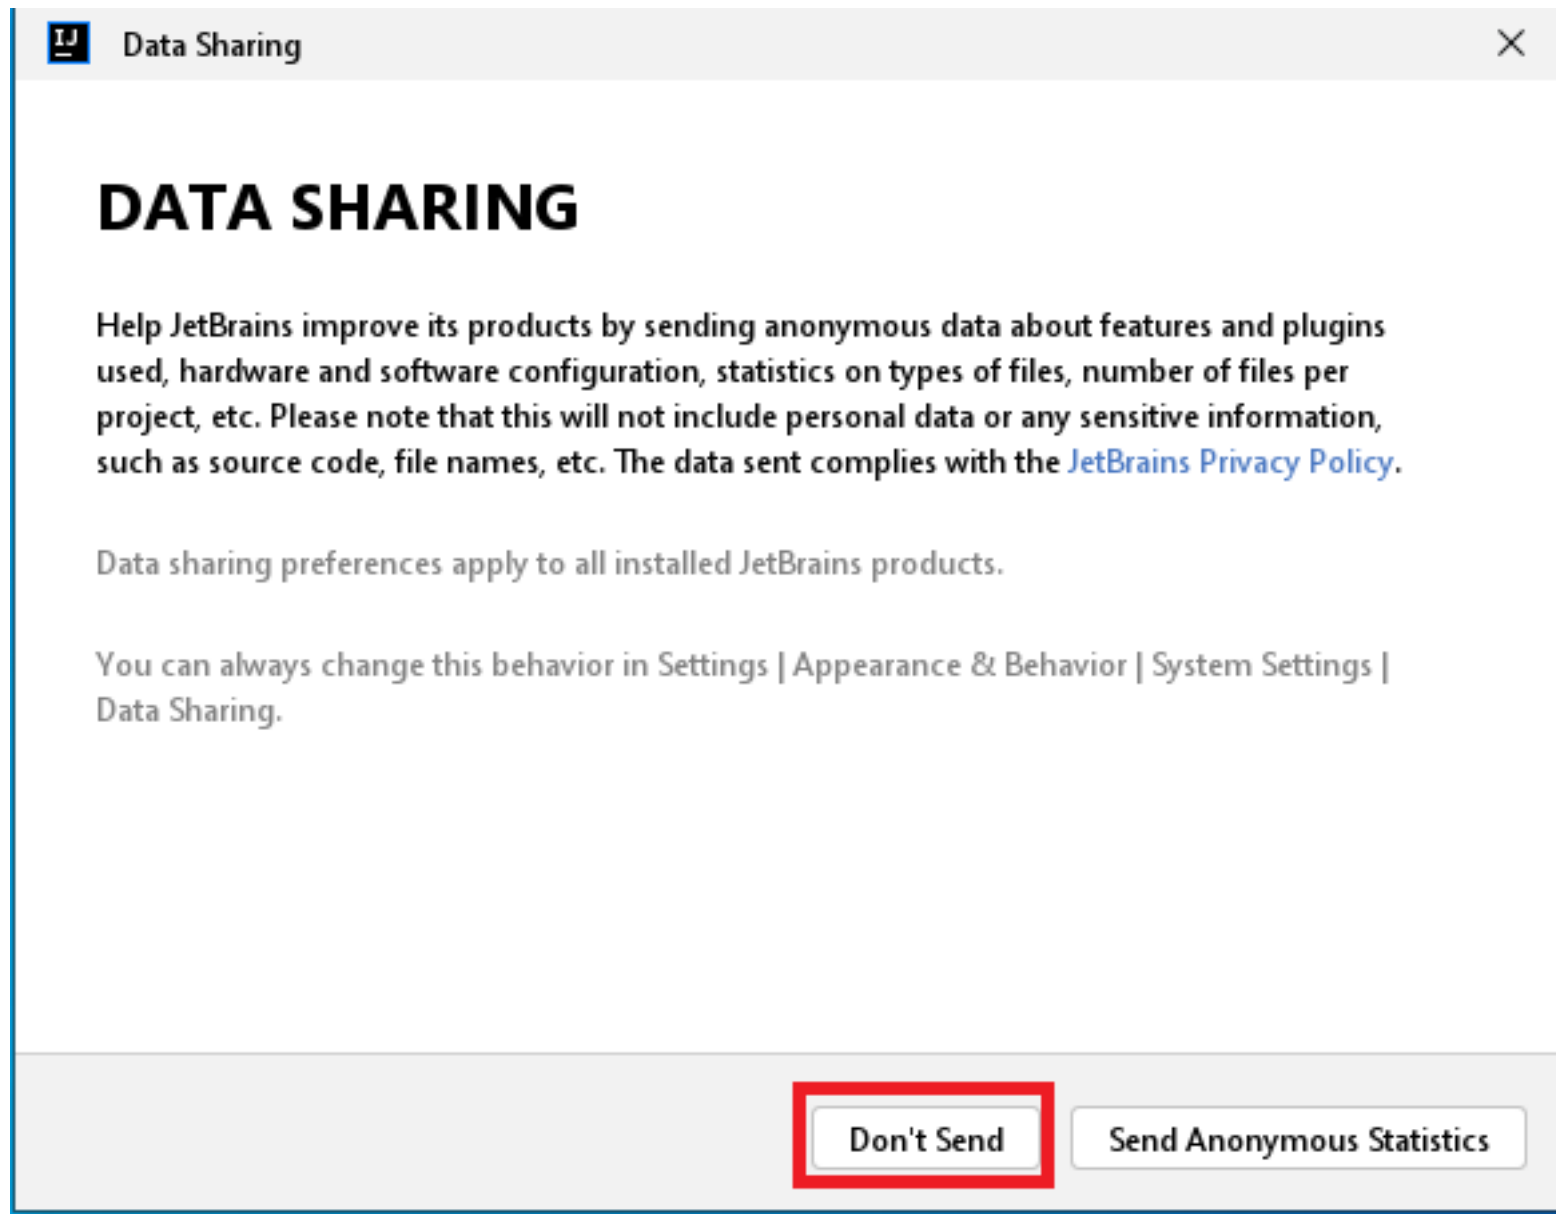 IJ
Data Sharing
DATA SHARING
Help JetBrains improve its products by sending anonymous data about features and plugins
used, hardware and software configuration, statistics on types of files, number of files per
project, etc. Please note that this will not include personal data or any sensitive information,
such as source code, file names, etc. The data sent complies with the JetBrains Privacy Policy.
Data sharing preferences apply to all installed JetBrains products.
You can always change this behavior in Settings | Appearance & Behavior | System Settings |
Data Sharing.
Don't Send
Send Anonymous Statistics